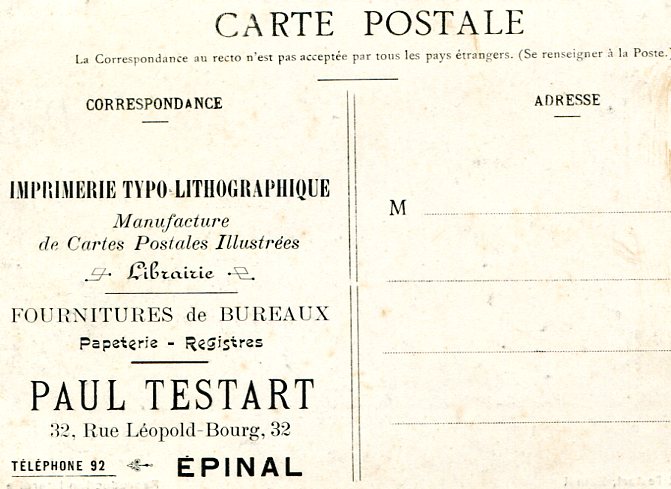 CARTE POSTALE
La Correspondance au recto n'est pas acceptée par tous les pays étrangers. (Se renseigner à la Poste.)
CORRESPONDANCE
IMPRIMERIE TYPO-LITHOGRAPHIQUE
Manufacture
de Cartes Postales Illustrées
Librairie
FOURNITURES de BUREAUX
Papeterie - Registres
PAUL TESTART
32, Rue Léopold-Bourg, 32
TÉLÉPHONE 92 ÉPINAL
ADRESSE
M